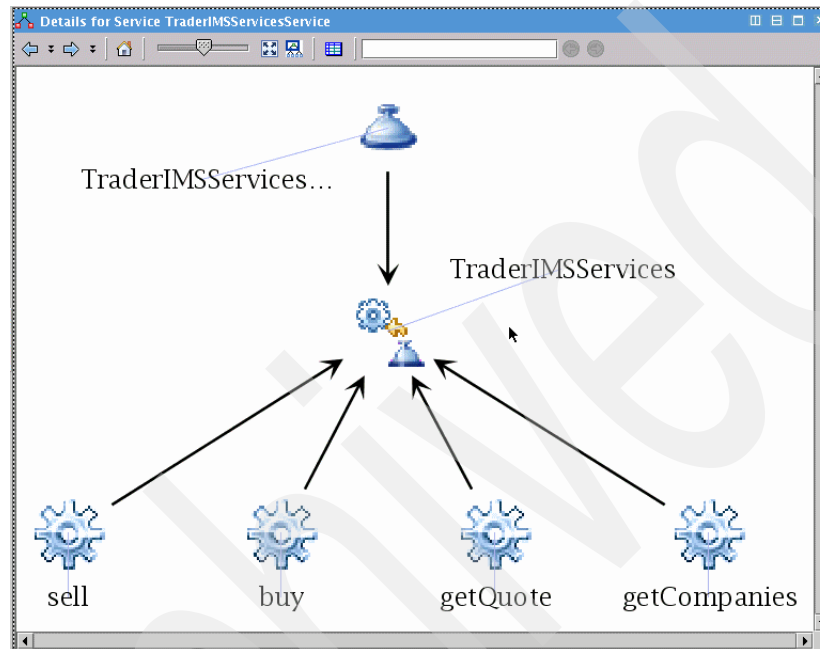 Details for Service TraderIMSServicesService
TraderIMSServices...
TraderIMSServices
sell
buy
getQuote
getCompanies